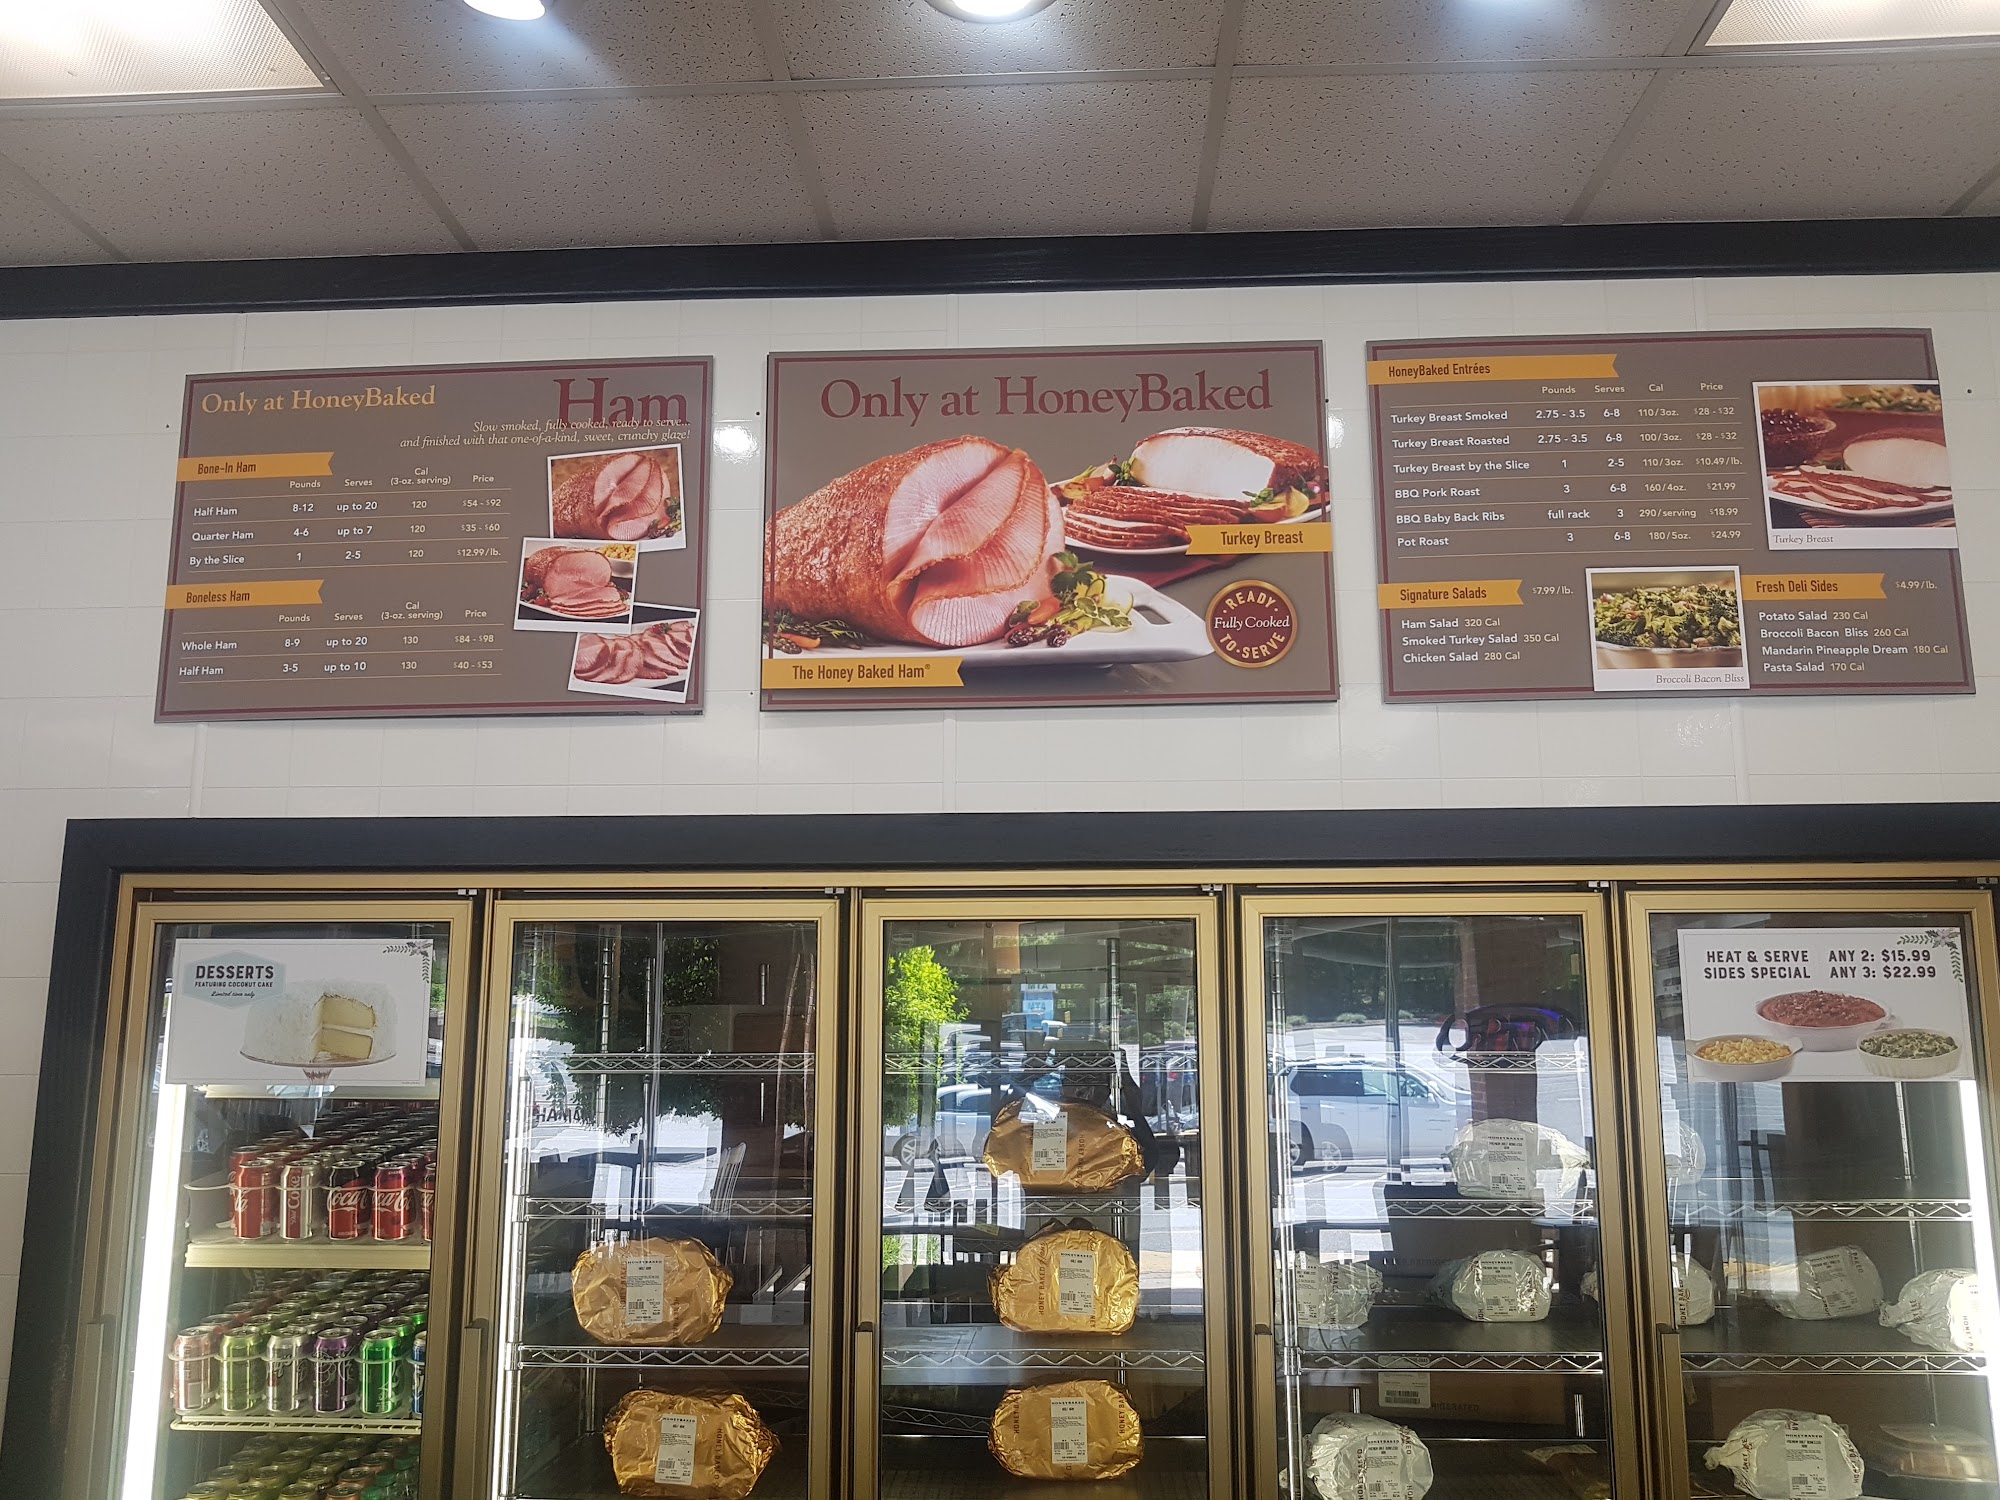 Only at HoneyBaked
Ham
Slow smoked, fully cooked, ready to serve...
and finished with that one-of-a-kind, sweet, crunchy glaze!
Bone-In Ham
Pounds Serves Cal (3-oz. serving) Price
Half Ham 8-12 up to 20 120 $54 - $92
Quarter Ham 4-6 up to 7 120 $35 - $60
By the Slice 1 2-5 120 $12.99/lb.
Boneless Ham
Pounds Serves Cal (3-oz. serving) Price
Whole Ham 8-9 up to 20 130 $84 - $98
Half Ham 3-5 up to 10 130 $40 - $53
Only at HoneyBaked
Turkey Breast
READY
Fully Cooked
TO·SERVE
The Honey Baked Ham®
HoneyBaked Entrées
Pounds Serves Cal Price
Turkey Breast Smoked 2.75 - 3.5 6-8 110/3oz. $28 - $32
Turkey Breast Roasted 2.75 - 3.5 6-8 100/3oz. $28 - $32
Turkey Breast by the Slice 1 2-5 110/3oz. $10.49/lb.
BBQ Pork Roast 3 6-8 160/4oz. $21.99
BBQ Baby Back Ribs full rack 3 290/serving $18.99
Pot Roast 3 6-8 180/5oz. $24.99
Turkey Breast
Signature Salads $7.99/lb.
Ham Salad 320 Cal
Smoked Turkey Salad 350 Cal
Chicken Salad 280 Cal
Broccoli Bacon Bliss
Fresh Deli Sides $4.99/lb.
Potato Salad 230 Cal
Broccoli Bacon Bliss 260 Cal
Mandarin Pineapple Dream 180 Cal
Pasta Salad 170 Cal
DESSERTS
FEATURING COCONUT CAKE
Limited time only
HEAT & SERVE ANY 2: $15.99
SIDES SPECIAL ANY 3: $22.99
Coke
Coca
HONEYBAKED
HALF HAM
HONEY BAKED